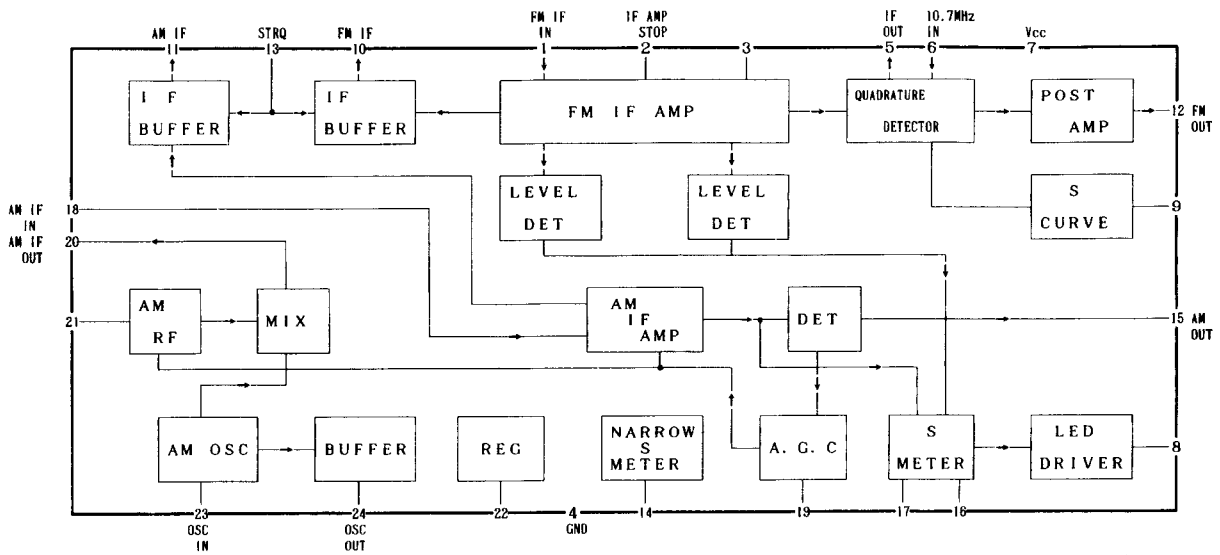 AM IF
11
STRQ
13
FM IF
10
FM IF
IN
1
IF AMP
STOP
2
3
IF
OUT
5
10.7MHz
IN
6
Vcc
7
I F
BUFFER
IF
BUFFER
FM IF AMP
QUADRATURE
DETECTOR
POST
AMP
12 FM
OUT
LEVEL
DET
LEVEL
DET
S
CURVE
9
AM IF 18
IN
AM IF 20
OUT
21
AM
RF
MIX
AM
IF
AMP
DET
15 AM
OUT
AM OSC
BUFFER
REG
NARROW
S
METER
A. G. C
S
METER
LED
DRIVER
8
23
OSC
IN
24
OSC
OUT
22
4
GND
14
19
17
16